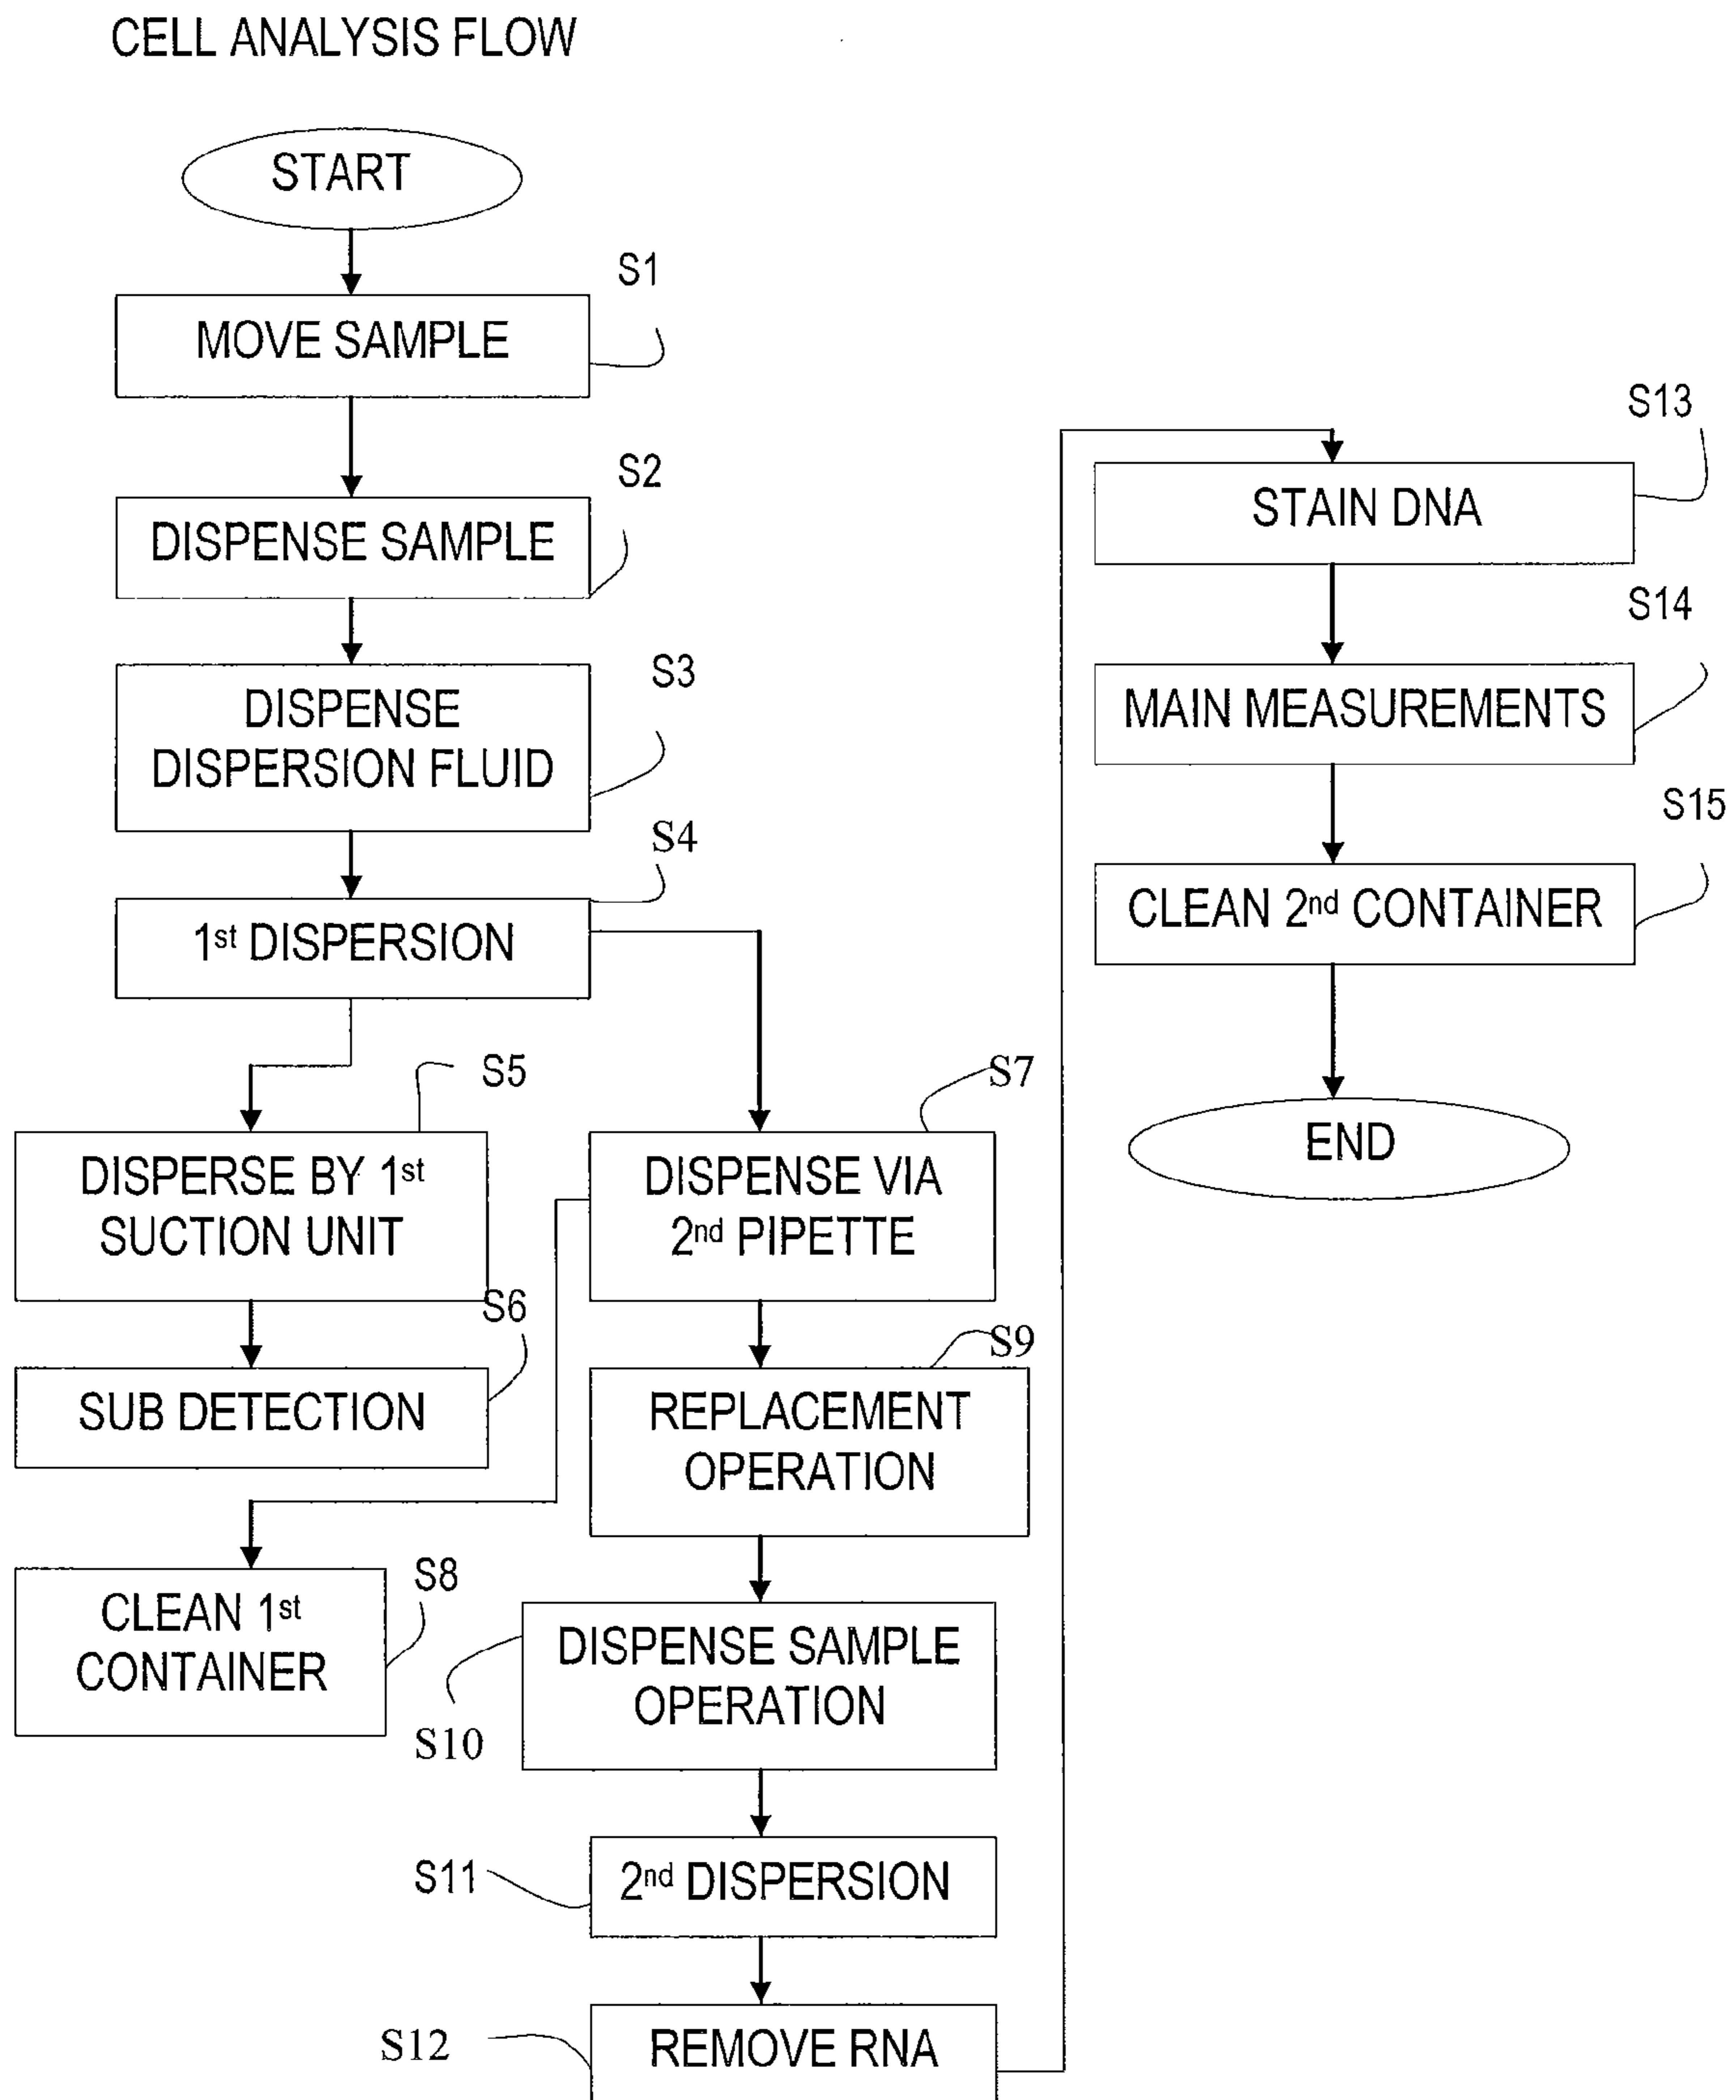 CELL ANALYSIS FLOW
START
S1
MOVE SAMPLE
S2
DISPENSE SAMPLE
S3
DISPENSE
DISPERSION FLUID
S4
1st DISPERSION
S5
DISPERSE BY 1st
SUCTION UNIT
S6
SUB DETECTION
S7
DISPENSE VIA
2nd PIPETTE
S8
CLEAN 1st
CONTAINER
S9
REPLACEMENT
OPERATION
S10
DISPENSE SAMPLE
OPERATION
S11
2nd DISPERSION
S12
REMOVE RNA
S13
STAIN DNA
S14
MAIN MEASUREMENTS
S15
CLEAN 2nd CONTAINER
END